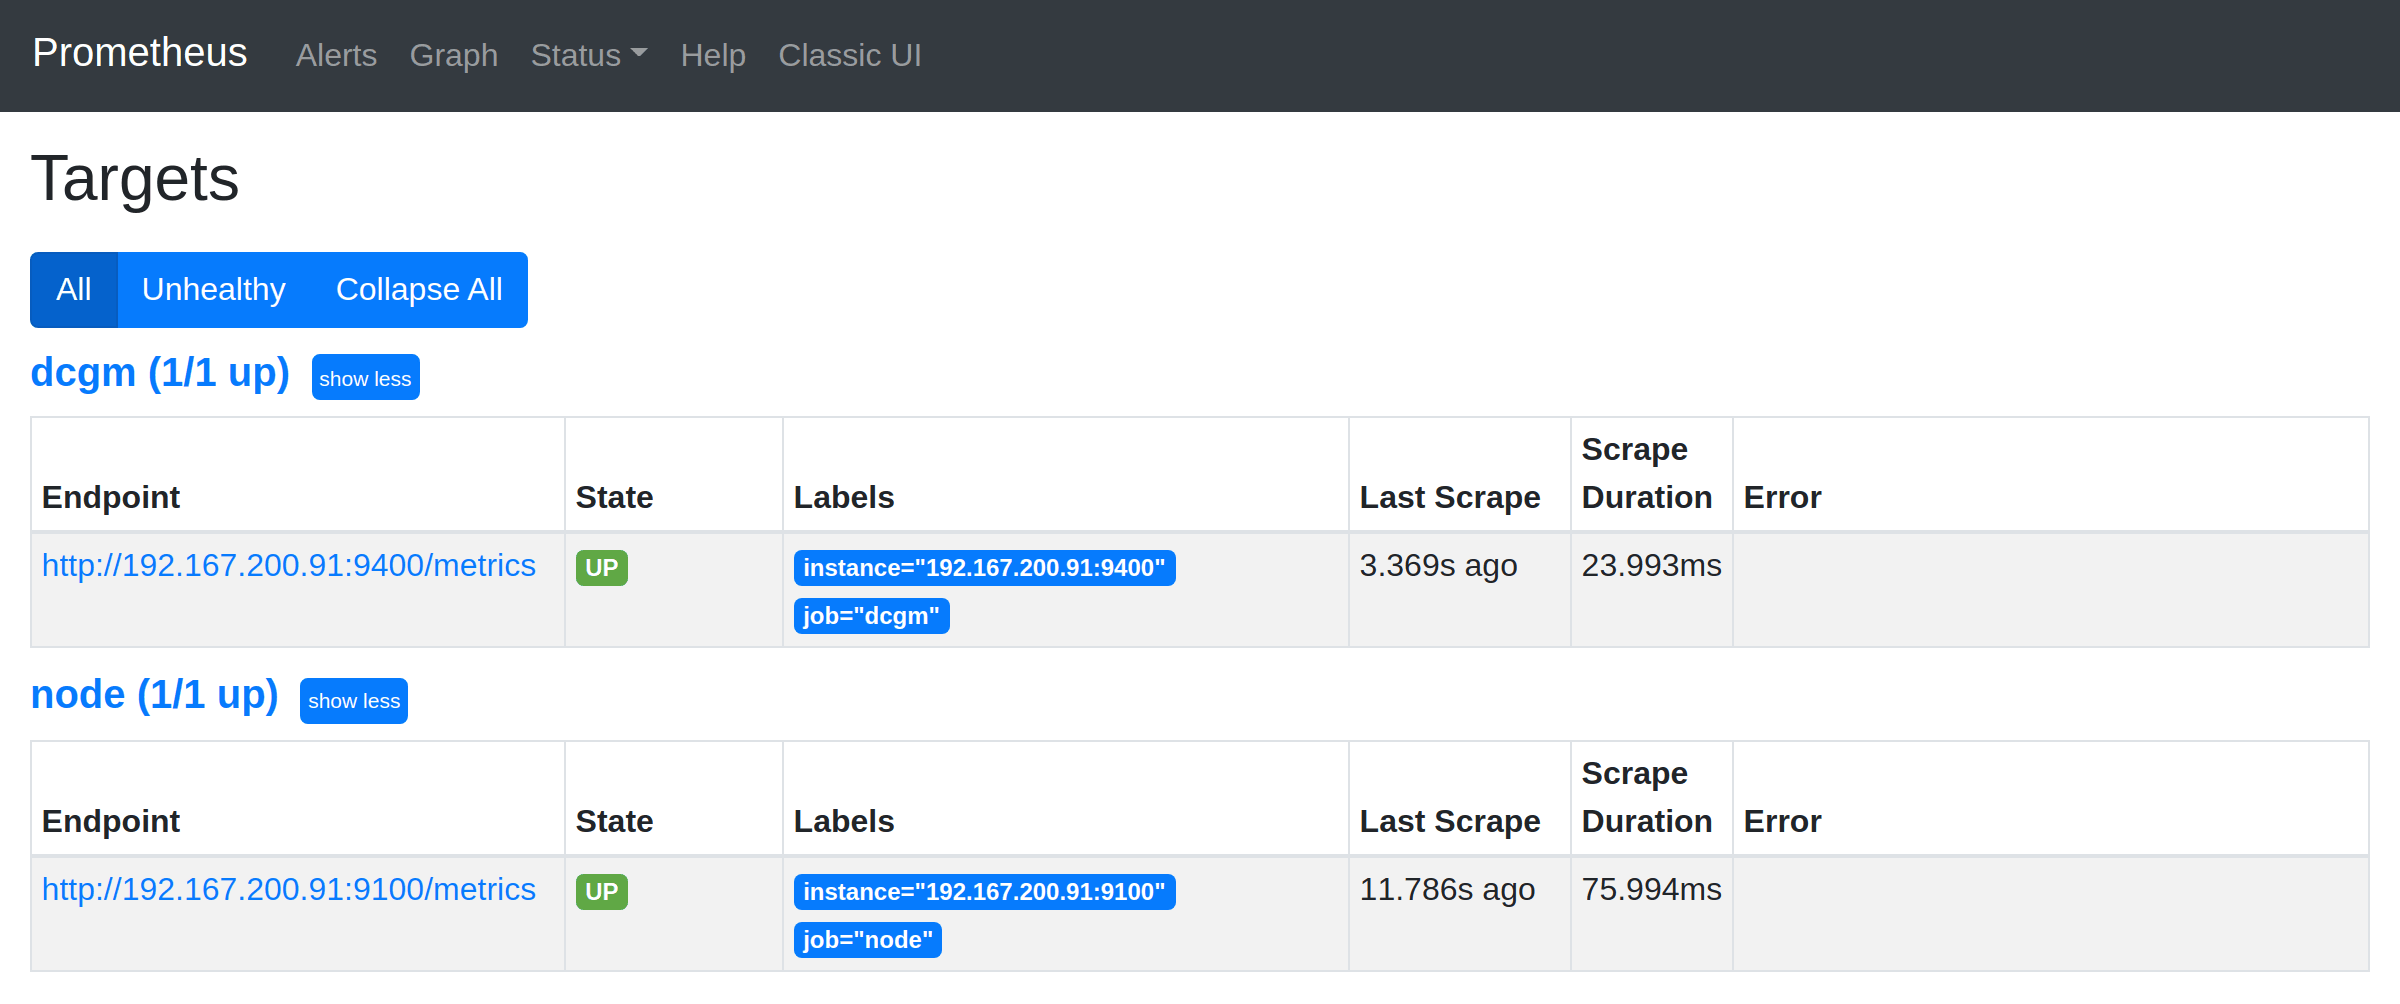 Prometheus Alerts Graph Status Help Classic UI
Targets
All Unhealthy Collapse All
dcgm (1/1 up) show less
Endpoint State Labels Last Scrape Scrape Duration Error
http://192.167.200.91:9400/metrics UP instance="192.167.200.91:9400" 3.369s ago 23.993ms
job="dcgm"
node (1/1 up) show less
Endpoint State Labels Last Scrape Scrape Duration Error
http://192.167.200.91:9100/metrics UP instance="192.167.200.91:9100" 11.786s ago 75.994ms
job="node"